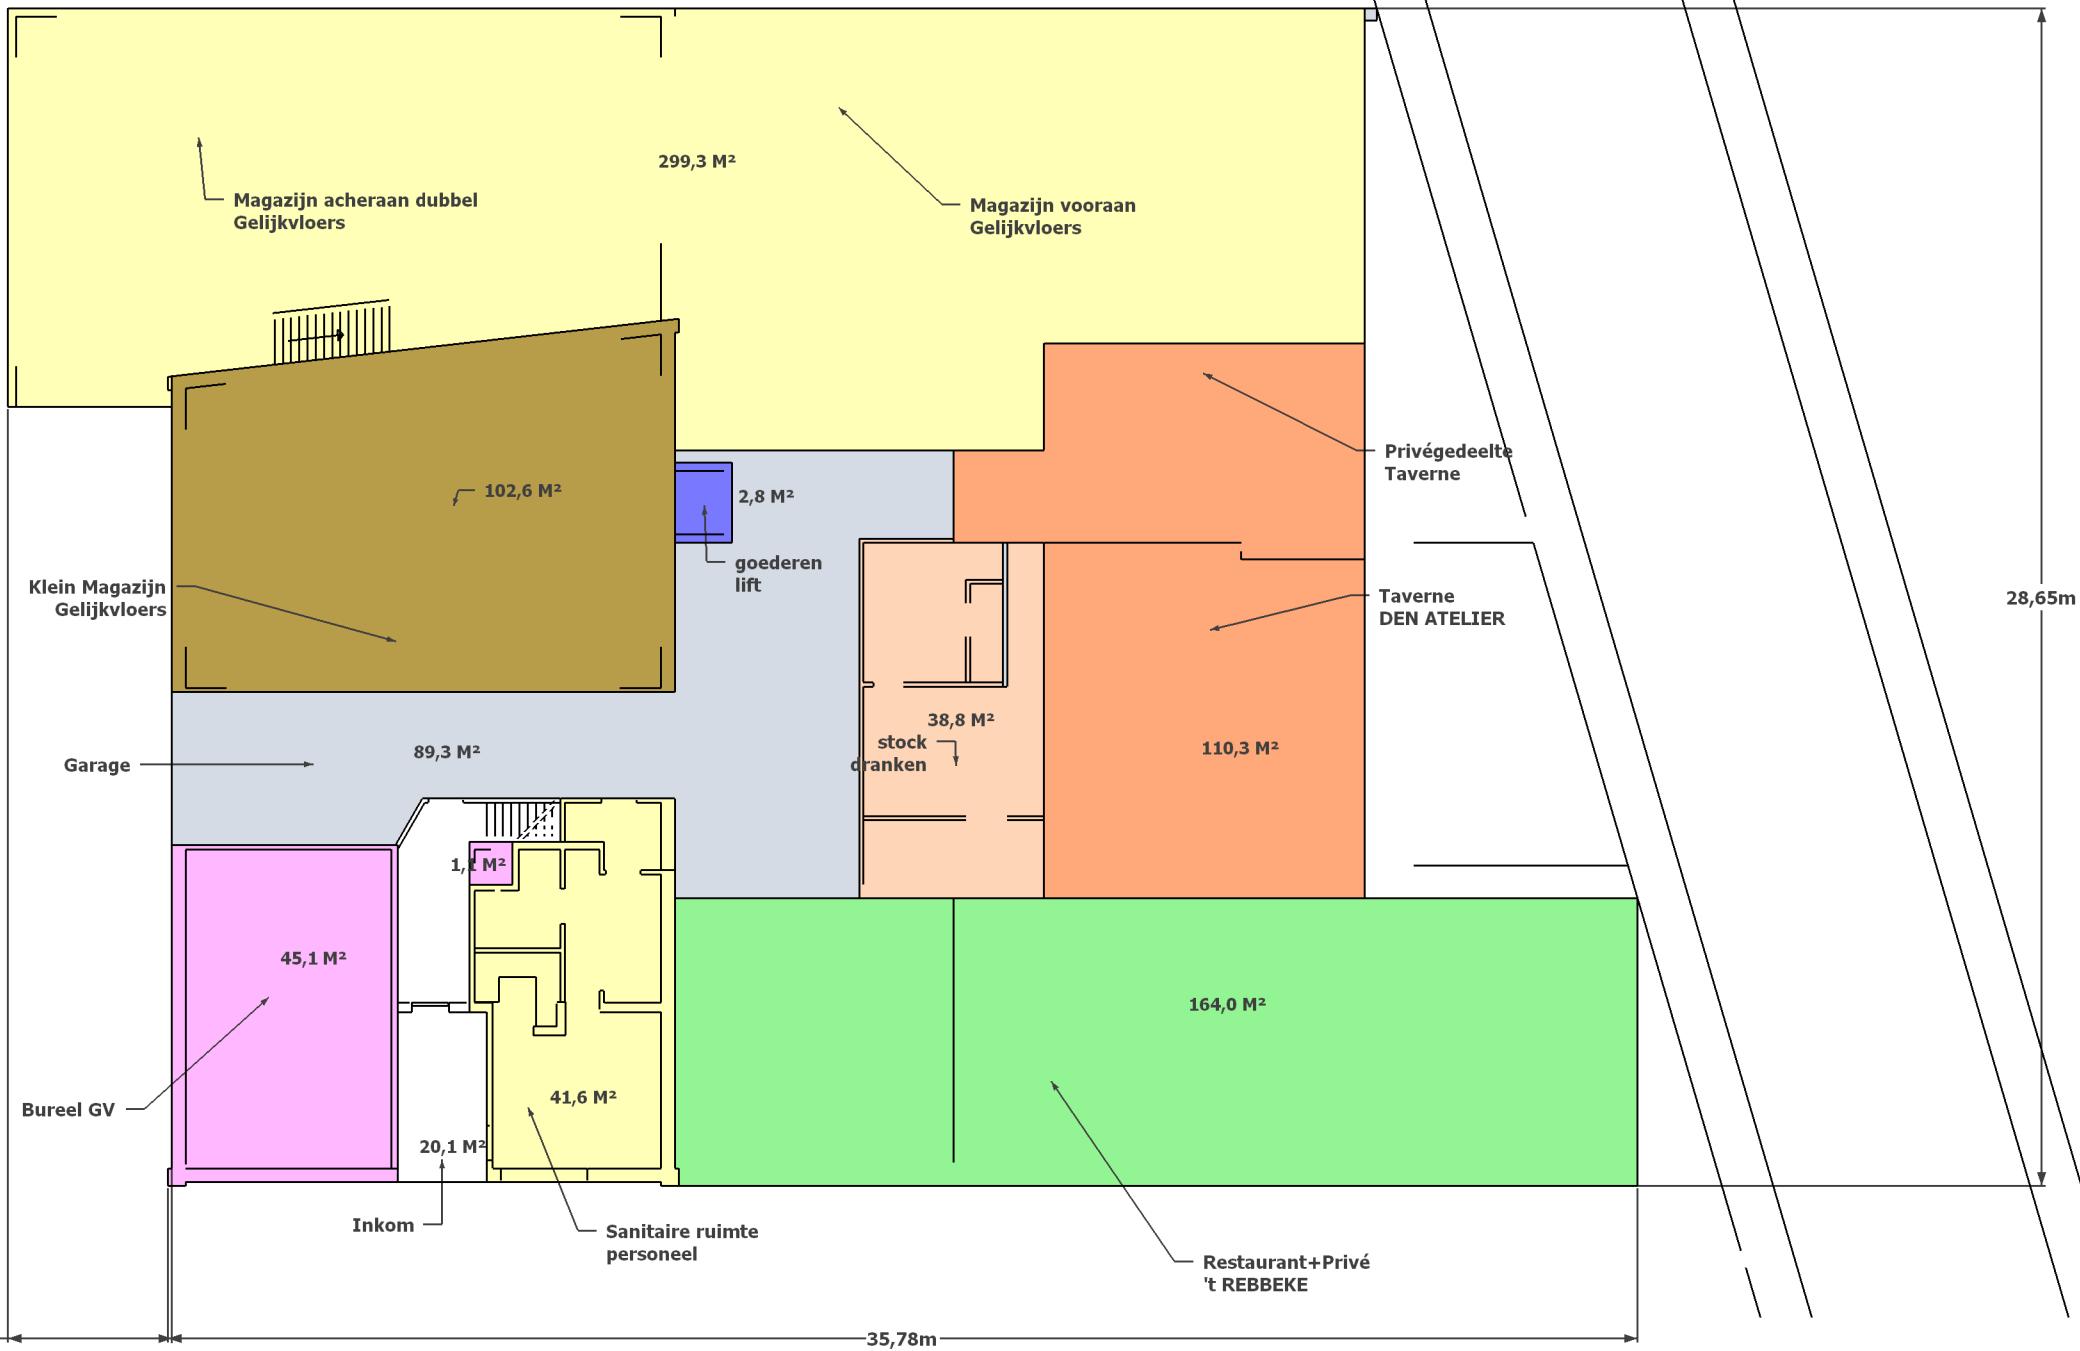 299,3 M²
Magazijn acheraan dubbel
Gelijkvloers
Magazijn vooraan
Gelijkvloers
Privégedeelte
Taverne
102,6 M²
2,8 M²
goederen
lift
Klein Magazijn
Gelijkvloers
Taverne
DEN ATELIER
28,65m
38,8 M²
stock
dranken
110,3 M²
89,3 M²
Garage
1,1 M²
45,1 M²
164,0 M²
Bureel GV
41,6 M²
20,1 M²
Inkom
Sanitaire ruimte
personeel
Restaurant+Privé
't REBBEKE
35,78m